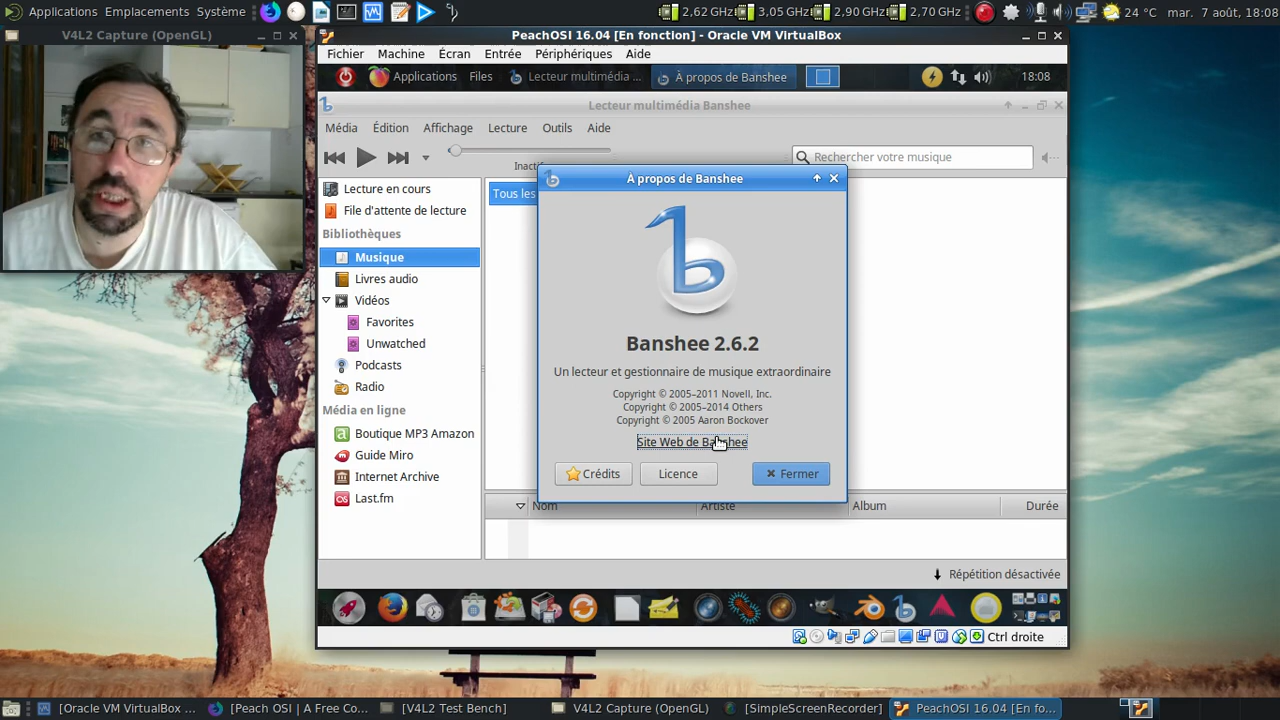 Applications Emplacements Système
2,62 GHz 3,05 GHz 2,90 GHz 2,70 GHz 24 °C mar. 7 août, 18:08
V4L2 Capture (OpenGL)
PeachOSI 16.04 [En fonction] - Oracle VM VirtualBox
Fichier Machine Écran Entrée Périphériques Aide
Applications Files Lecteur multimédia ... À propos de Banshee 18:08
Lecteur multimédia Banshee
Média Édition Affichage Lecture Outils Aide
Rechercher votre musique
Lecture en cours
File d'attente de lecture
Bibliothèques
Musique
Livres audio
Vidéos
Favorites
Unwatched
Podcasts
Radio
Média en ligne
Boutique MP3 Amazon
Guide Miro
Internet Archive
Last.fm
Tous les
À propos de Banshee
Banshee 2.6.2
Un lecteur et gestionnaire de musique extraordinaire
Copyright © 2005–2011 Novell, Inc.
Copyright © 2005–2014 Others
Copyright © 2005 Aaron Bockover
Site Web de Banshee
Crédits Licence Fermer
Nom Artiste Album Durée
Répétition désactivée
Ctrl droite
[Oracle VM VirtualBox ... [Peach OSI | A Free Co... [V4L2 Test Bench] V4L2 Capture (OpenGL) [SimpleScreenRecorder] PeachOSI 16.04 [En fo...